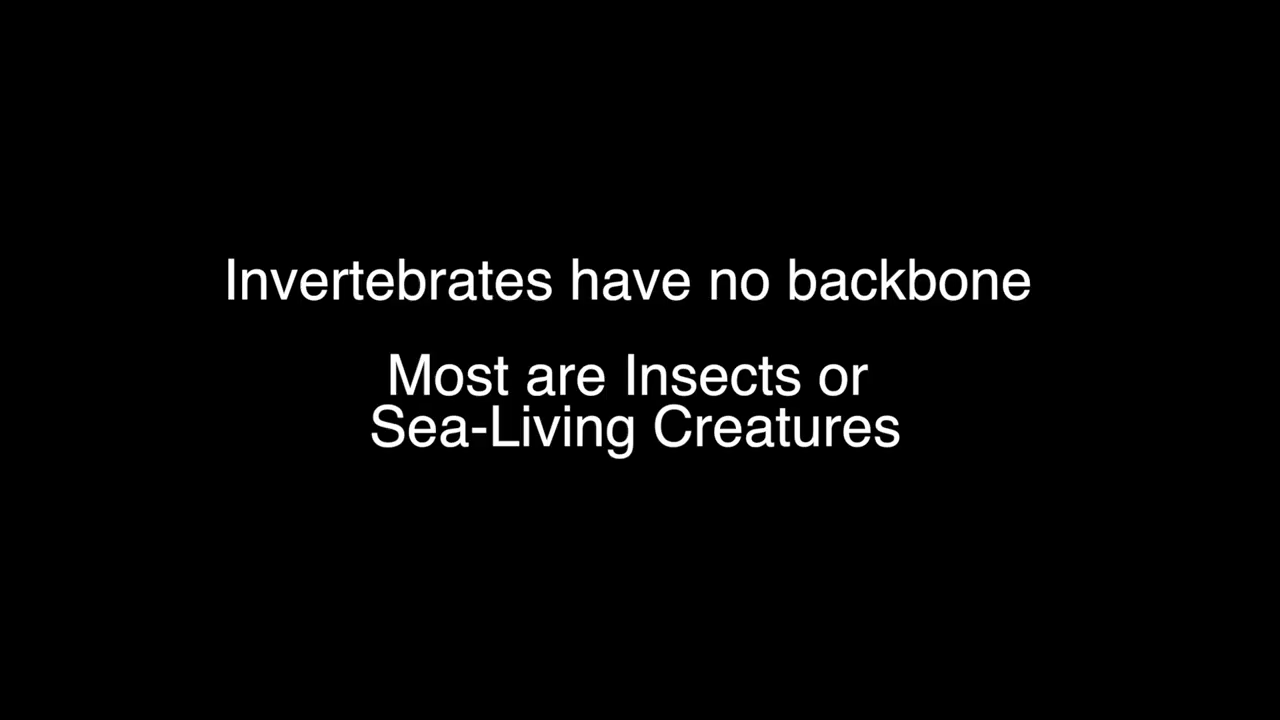 Invertebrates have no backbone
Most are Insects or
Sea-Living Creatures